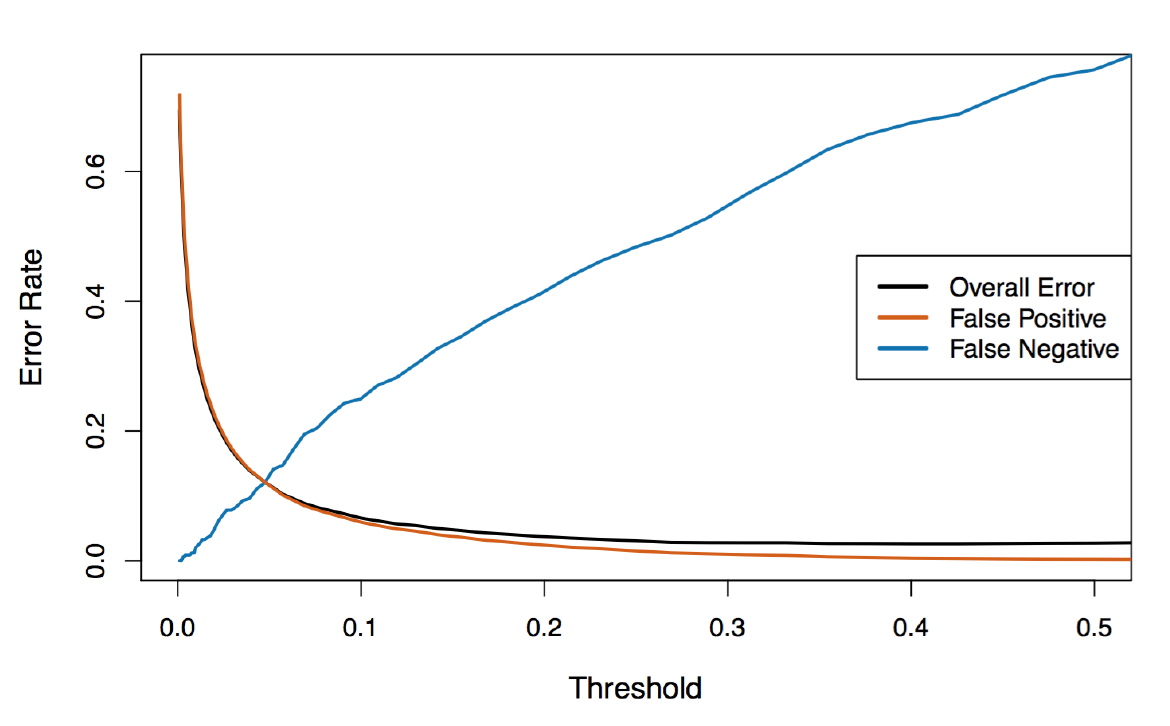 Error Rate
0.6
0.4
0.2
0.0
Overall Error
False Positive
False Negative
0.0 0.1 0.2 0.3 0.4 0.5
Threshold